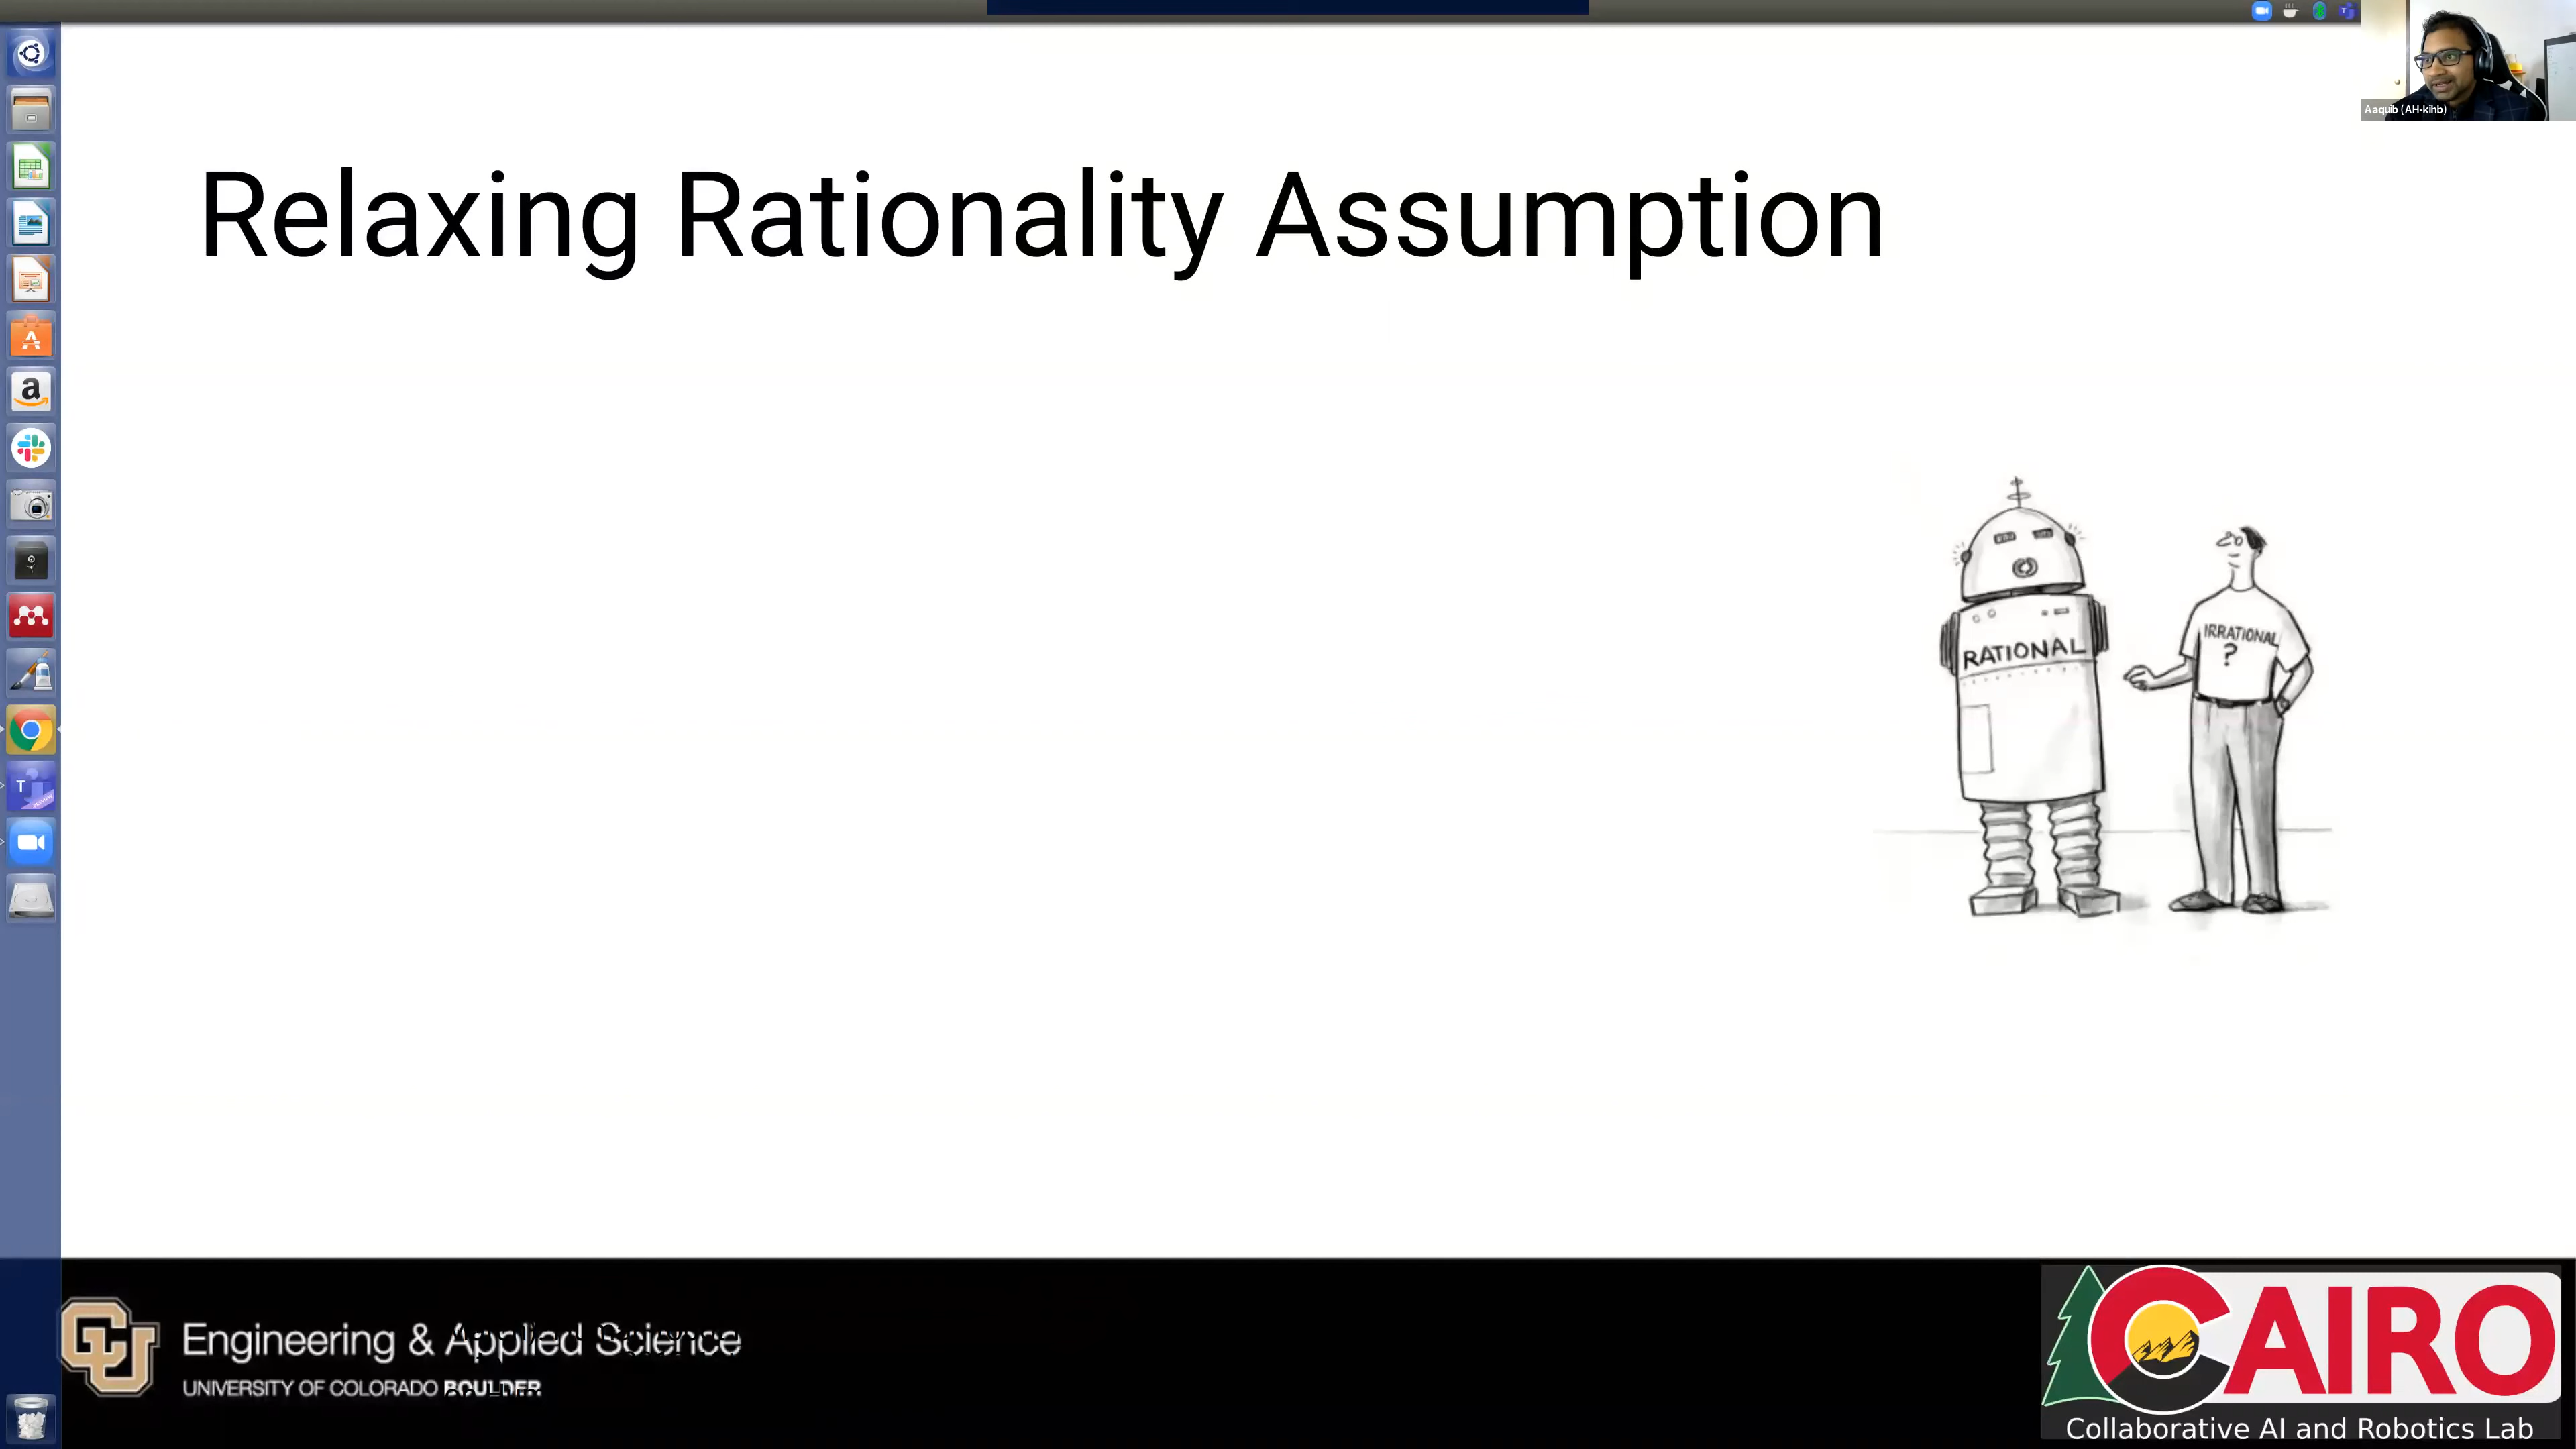 Aaquib (AH-kihb)
Relaxing Rationality Assumption
RATIONAL
IRRATIONAL
?
Engineering & Applied Science
UNIVERSITY OF COLORADO BOULDER
CAIRO
Collaborative AI and Robotics Lab